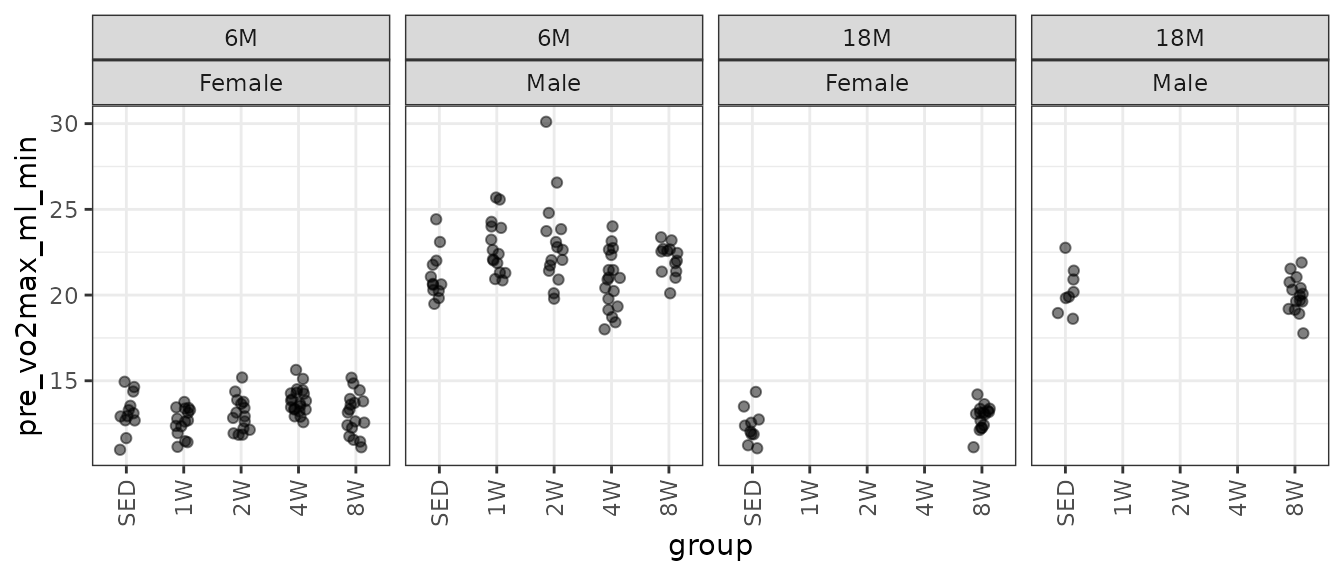 6M 6M 18M 18M
Female Male Female Male
pre_vo2max_ml_min
30
25
20
15
SED 1W 2W 4W 8W SED 1W 2W 4W 8W SED 1W 2W 4W 8W SED 1W 2W 4W 8W
group